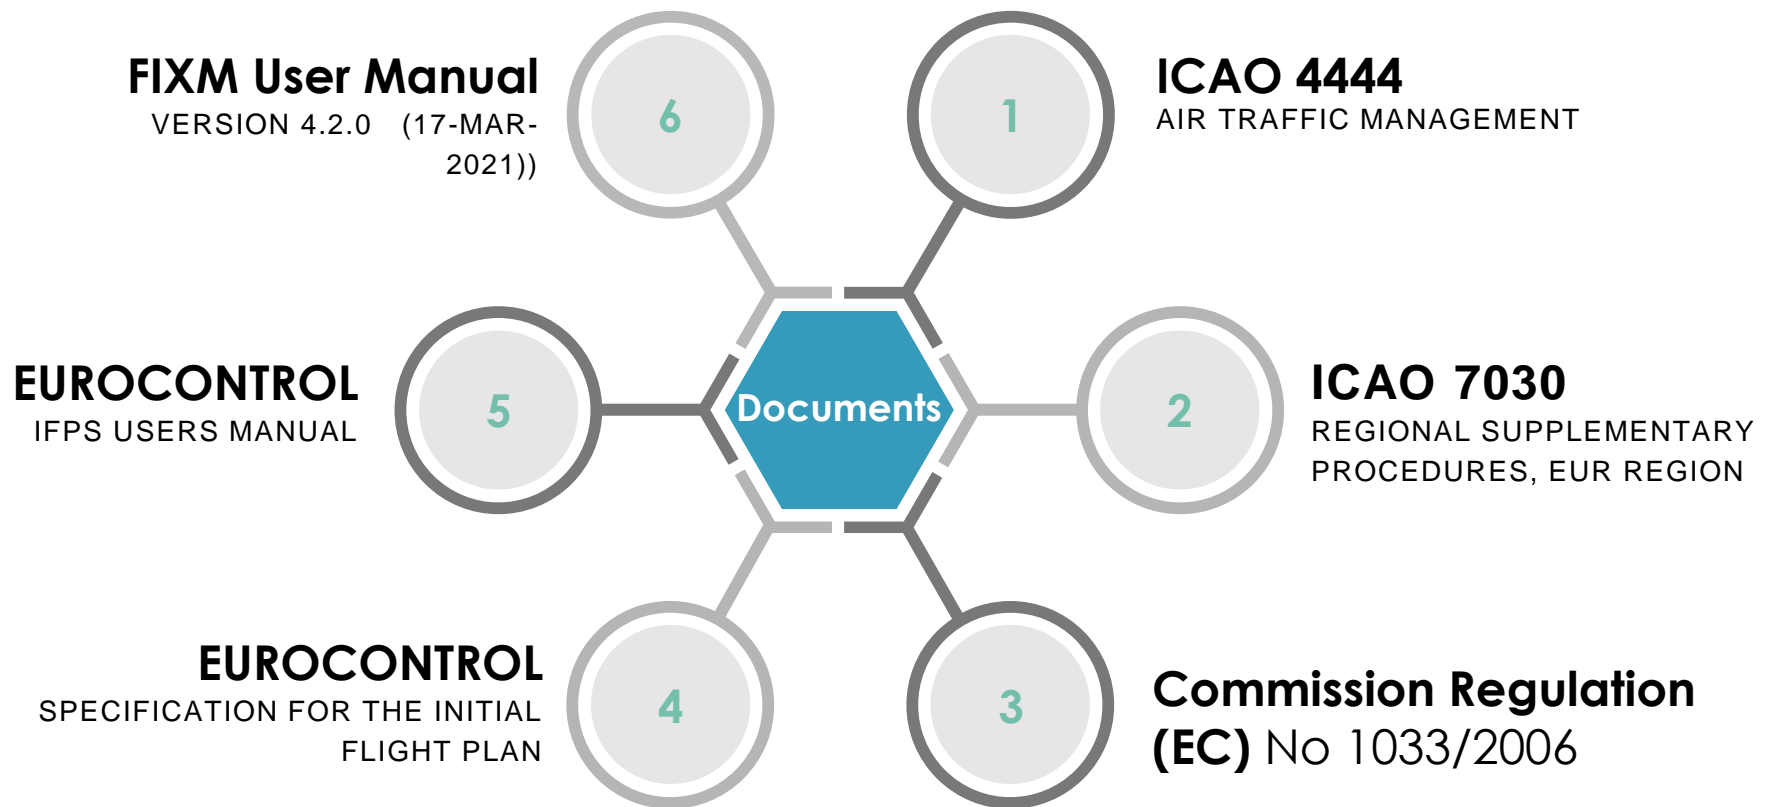 FIXM User Manual
VERSION 4.2.0 (17-MAR-
2021))
6
1
ICAO 4444
AIR TRAFFIC MANAGEMENT
EUROCONTROL
IFPS USERS MANUAL
5
Documents
2
ICAO 7030
REGIONAL SUPPLEMENTARY
PROCEDURES, EUR REGION
EUROCONTROL
SPECIFICATION FOR THE INITIAL
FLIGHT PLAN
4
3
Commission Regulation
(EC) No 1033/2006